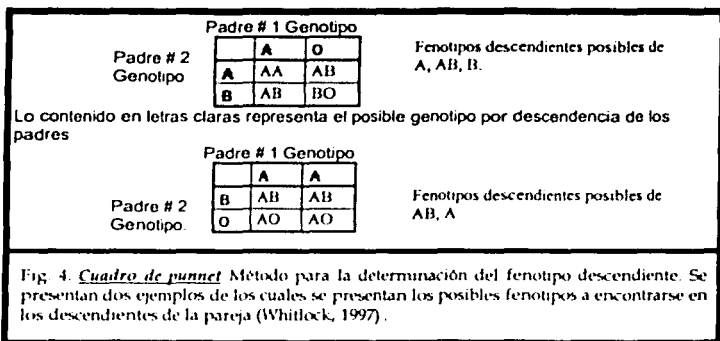 Padre # 1 Genotipo
A O
Padre # 2
Genotipo
A AA AB
B AB BO
Fenotipos descendientes posibles de
A, AB, B.
Lo contenido en letras claras representa el posible genotipo por descendencia de los
padres
Padre # 1 Genotipo
A A
Padre # 2
Genotipo.
B AB AB
O AO AO
Fenotipos descendientes posibles de
AB, A
Fig. 4. Cuadro de punnet Método para la determinación del fenotipo descendiente. Se
presentan dos ejemplos de los cuales se presentan los posibles fenotipos a encontrarse en
los descendientes de la pareja (Whitlock, 1997) .